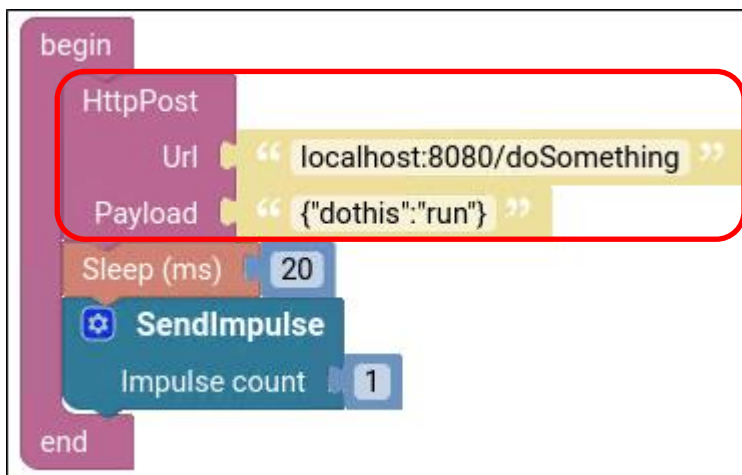 begin
HttpPost
Url “ localhost:8080/doSomething ”
Payload “ {"dothis":"run"} ”
Sleep (ms) 20
SendImpulse
Impulse count 1
end